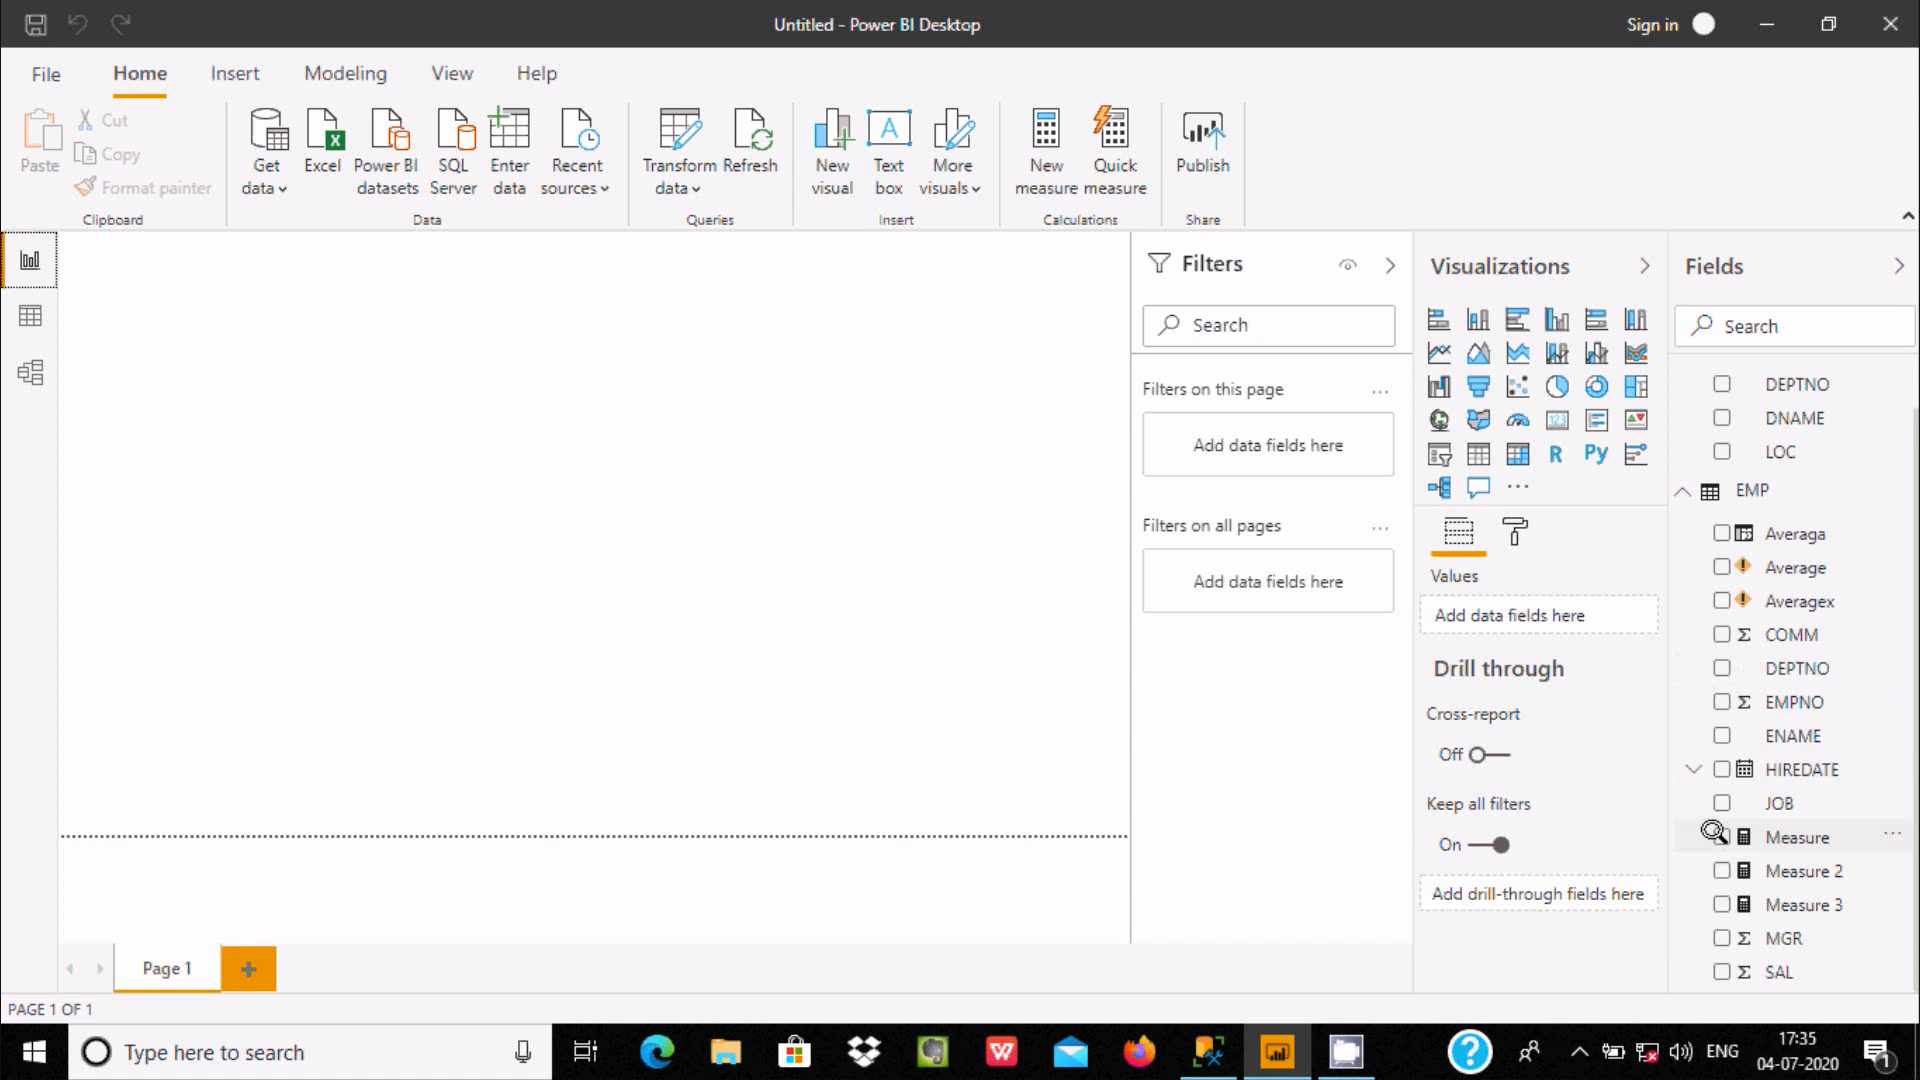 Untitled - Power BI Desktop
Sign in
File Home Insert Modeling View Help
Paste
Cut
Copy
Format painter
Clipboard
Get data
Excel
Power BI datasets
SQL Server
Enter data
Recent sources
Data
Transform data
Refresh
Queries
New visual
Text box
More visuals
Insert
New measure
Quick measure
Calculations
Publish
Share
Filters
Search
Filters on this page
Add data fields here
Filters on all pages
Add data fields here
Visualizations
123
R
Py
Values
Add data fields here
Drill through
Cross-report
Off
Keep all filters
On
Add drill-through fields here
Fields
Search
DEPTNO
DNAME
LOC
EMP
Averaga
Average
Averagex
COMM
DEPTNO
EMPNO
ENAME
HIREDATE
JOB
Measure
Measure 2
Measure 3
MGR
SAL
Page 1
PAGE 1 OF 1
Type here to search
ENG
17:35
04-07-2020
1